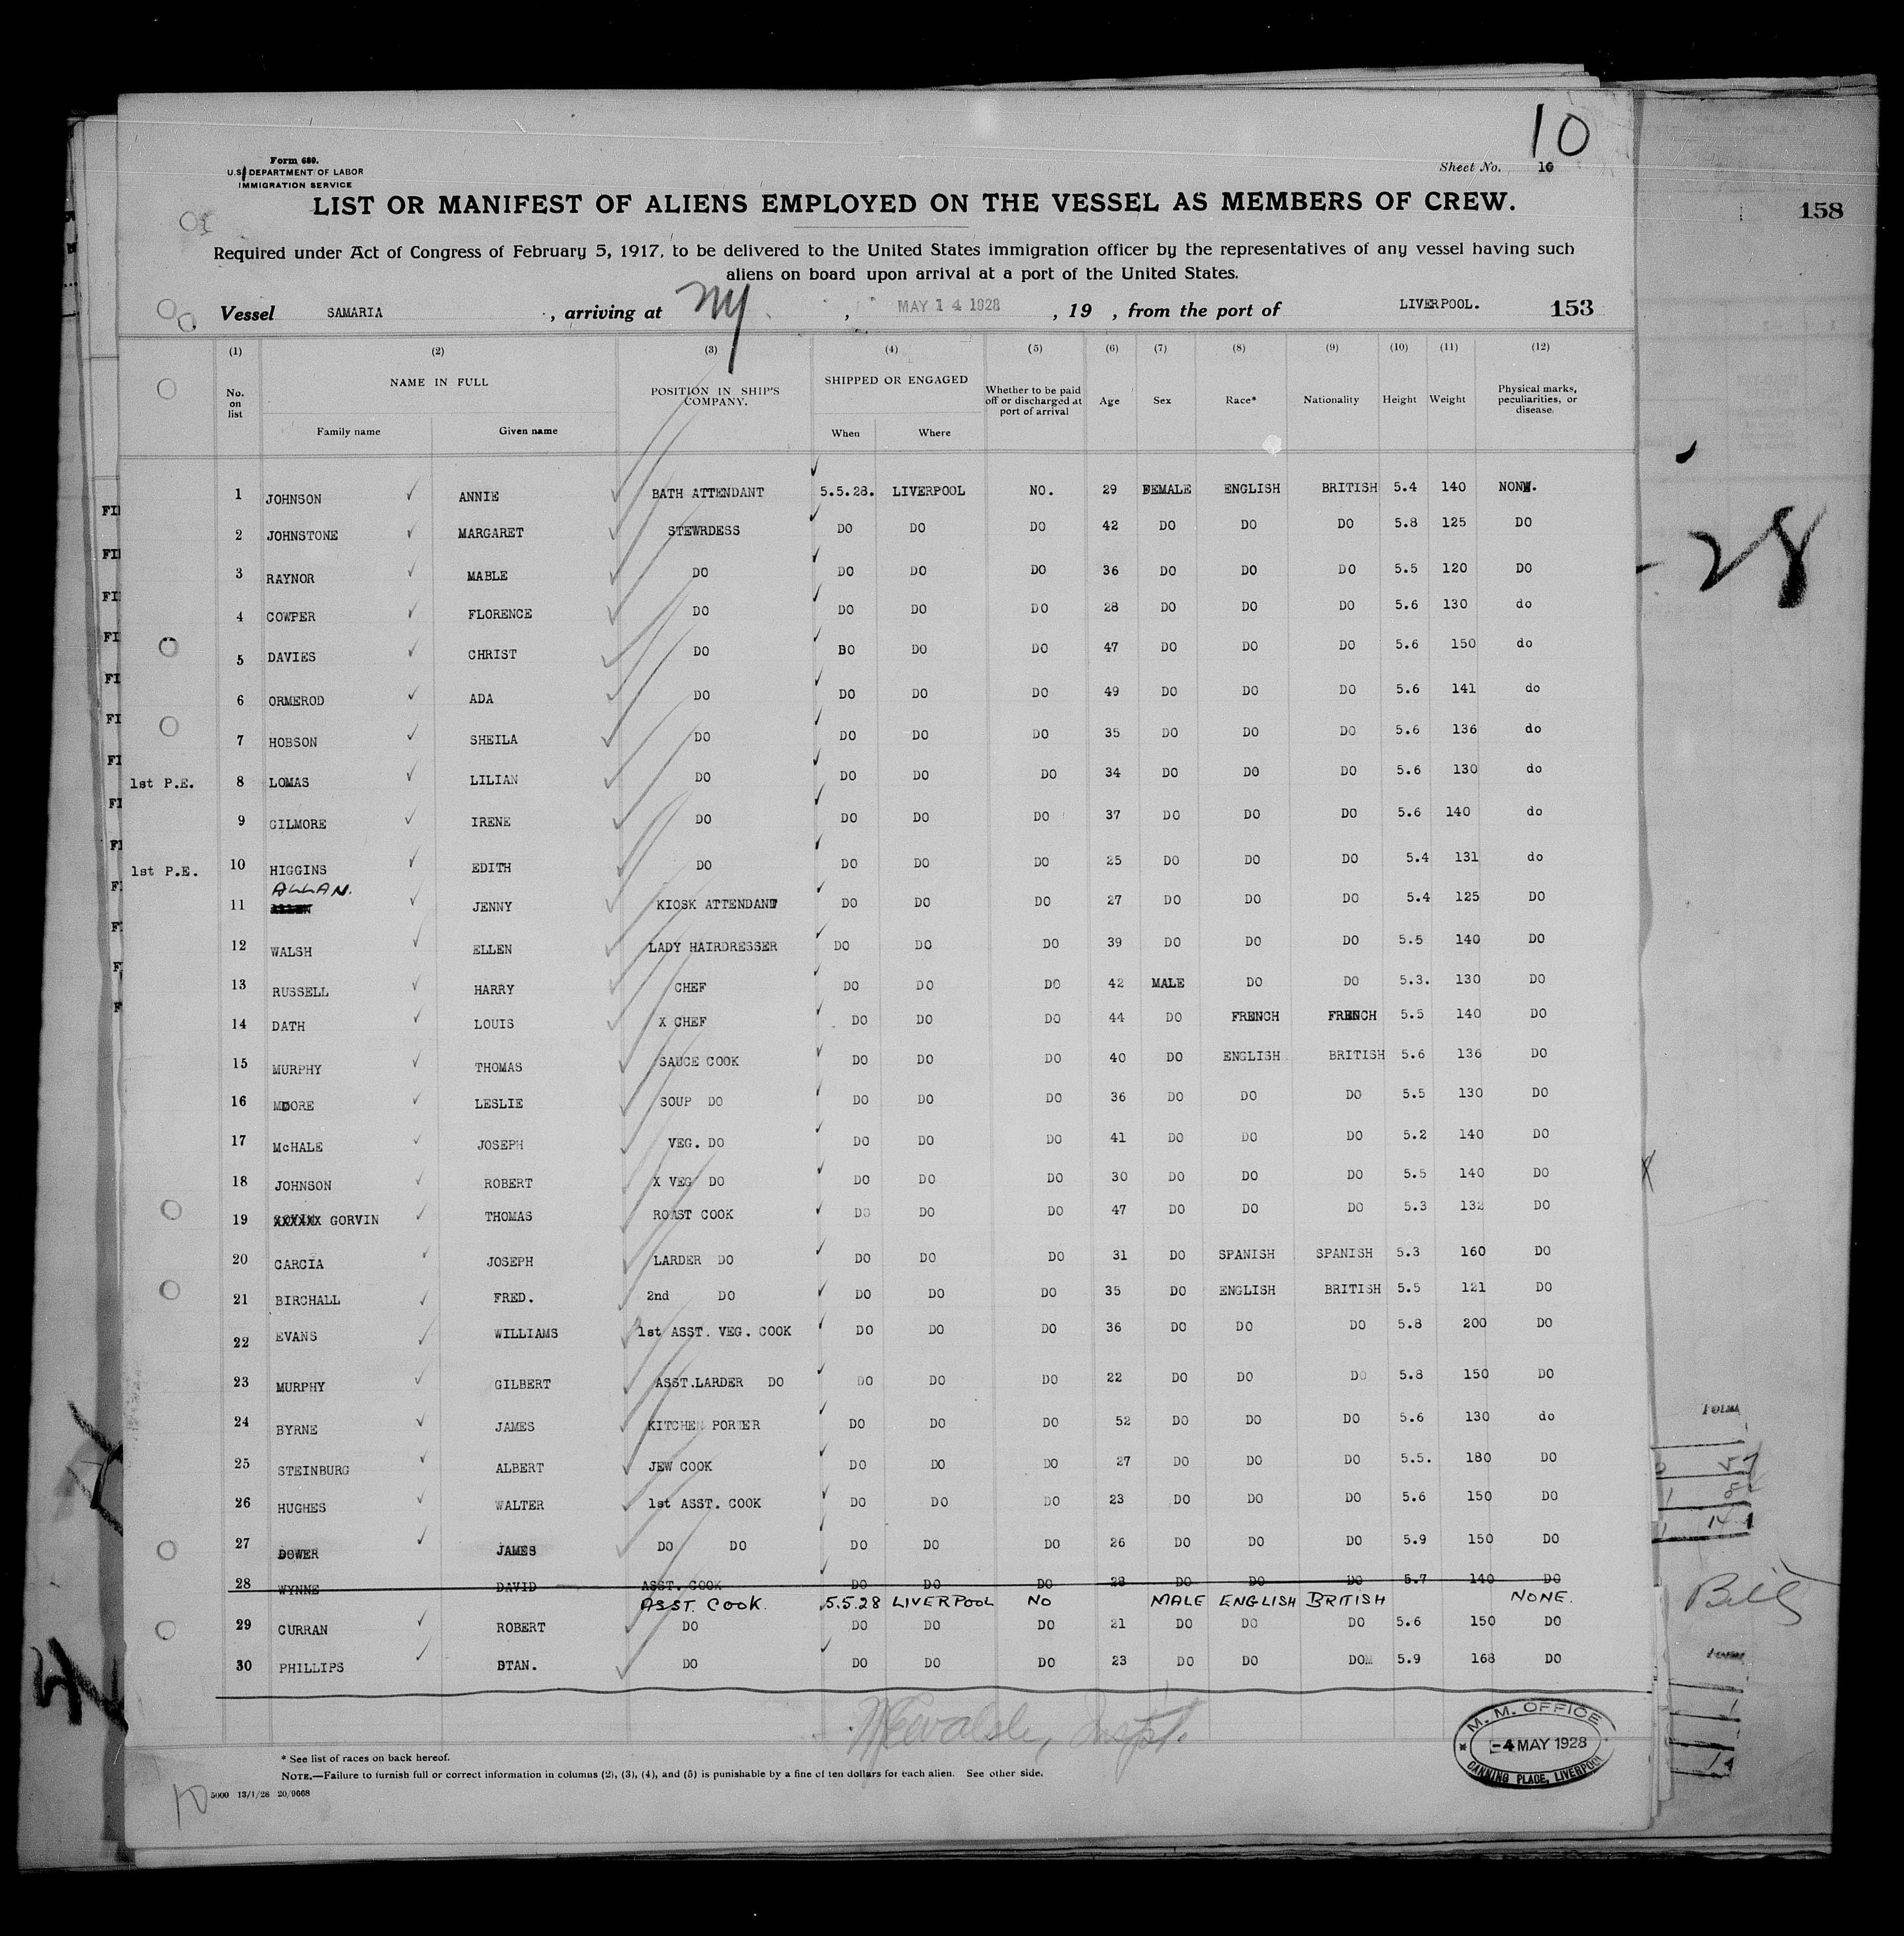 10
Form 680.
U.S. DEPARTMENT OF LABOR
IMMIGRATION SERVICE
Sheet No. 10
LIST OR MANIFEST OF ALIENS EMPLOYED ON THE VESSEL AS MEMBERS OF CREW.
158
Required under Act of Congress of February 5, 1917, to be delivered to the United States immigration officer by the representatives of any vessel having such
aliens on board upon arrival at a port of the United States.
Vessel SAMARIA , arriving at NY , MAY 14 1928 , 19 , from the port of LIVERPOOL. 153
(1) (2) (3) (4) (5) (6) (7) (8) (9) (10) (11) (12)
No. on list NAME IN FULL POSITION IN SHIP'S COMPANY. SHIPPED OR ENGAGED Whether to be paid off or discharged at port of arrival Age Sex Race* Nationality Height Weight Physical marks, peculiarities, or disease.
Family name Given name When Where
1 JOHNSON ANNIE BATH ATTENDANT 5.5.28. LIVERPOOL NO. 29 FEMALE ENGLISH BRITISH 5.4 140 NONE.
2 JOHNSTONE MARGARET STEWRDESS DO DO DO 42 DO DO DO 5.8 125 DO
3 RAYNOR MABLE DO DO DO DO 36 DO DO DO 5.5 120 DO
4 COWPER FLORENCE DO DO DO DO 28 DO DO DO 5.6 130 do
5 DAVIES CHRIST DO DO DO DO 47 DO DO DO 5.6 150 do
6 ORMEROD ADA DO DO DO DO 49 DO DO DO 5.6 141 do
7 HOBSON SHEILA DO DO DO DO 35 DO DO DO 5.6 136 do
1st P.E. 8 LOMAS LILIAN DO DO DO DO 34 DO DO DO 5.6 130 do
9 GILMORE IRENE DO DO DO DO 37 DO DO DO 5.6 140 do
1st P.E. 10 HIGGINS EDITH DO DO DO DO 25 DO DO DO 5.4 131 do
ALLAN.
11 ALLEN JENNY KIOSK ATTENDANT DO DO DO 27 DO DO DO 5.4 125 DO
12 WALSH ELLEN LADY HAIRDRESSER DO DO DO 39 DO DO DO 5.5 140 DO
13 RUSSELL HARRY CHEF DO DO DO 42 MALE DO DO 5.3. 130 DO
14 DATH LOUIS X CHEF DO DO DO 44 DO FRENCH FRENCH 5.5 140 DO
15 MURPHY THOMAS SAUCE COOK DO DO DO 40 DO ENGLISH BRITISH 5.6 136 DO
16 MOORE LESLIE SOUP DO DO DO DO 36 DO DO DO 5.5 130 DO
17 McHALE JOSEPH VEG. DO DO DO DO 41 DO DO DO 5.2 140 DO
18 JOHNSON ROBERT X VEG DO DO DO DO 30 DO DO DO 5.5 140 DO
19 XXXXXX GORVIN THOMAS ROAST COOK DO DO DO 47 DO DO DO 5.3 132 DO
20 GARCIA JOSEPH LARDER DO DO DO DO 31 DO SPANISH SPANISH 5.3 160 DO
21 BIRCHALL FRED. 2nd DO DO DO DO 35 DO ENGLISH BRITISH 5.5 121 DO
22 EVANS WILLIAMS 1st ASST. VEG. COOK DO DO DO 36 DO DO DO 5.8 200 DO
23 MURPHY GILBERT ASST.LARDER DO DO DO DO 22 DO DO DO 5.8 150 DO
24 BYRNE JAMES KITCHEN PORTER DO DO DO 52 DO DO DO 5.6 130 do
25 STEINBURG ALBERT JEW COOK DO DO DO 27 DO DO DO 5.5. 180 DO
26 HUGHES WALTER 1st ASST. COOK DO DO DO 23 DO DO DO 5.6 150 DO
27 DOWER JAMES DO DO DO DO DO 26 DO DO DO 5.9 150 DO
28 WYNNE DAVID ASST. COOK DO DO DO 28 DO DO DO 5.7 140 DO
ASST. COOK. 5.5.28 LIVERPOOL NO MALE ENGLISH BRITISH NONE.
29 CURRAN ROBERT DO DO DO DO 21 DO DO DO 5.6 150 DO
30 PHILLIPS STAN. DO DO DO DO 23 DO DO DO 5.9 168 DO
M. M. OFFICE
-4 MAY 1928
CANNING PLACE, LIVERPOOL
* See list of races on back hereof.
NOTE.—Failure to furnish full or correct information in columns (2), (3), (4), and (5) is punishable by a fine of ten dollars for each alien. See other side.
5000 13/1/28 20/9668
10
28